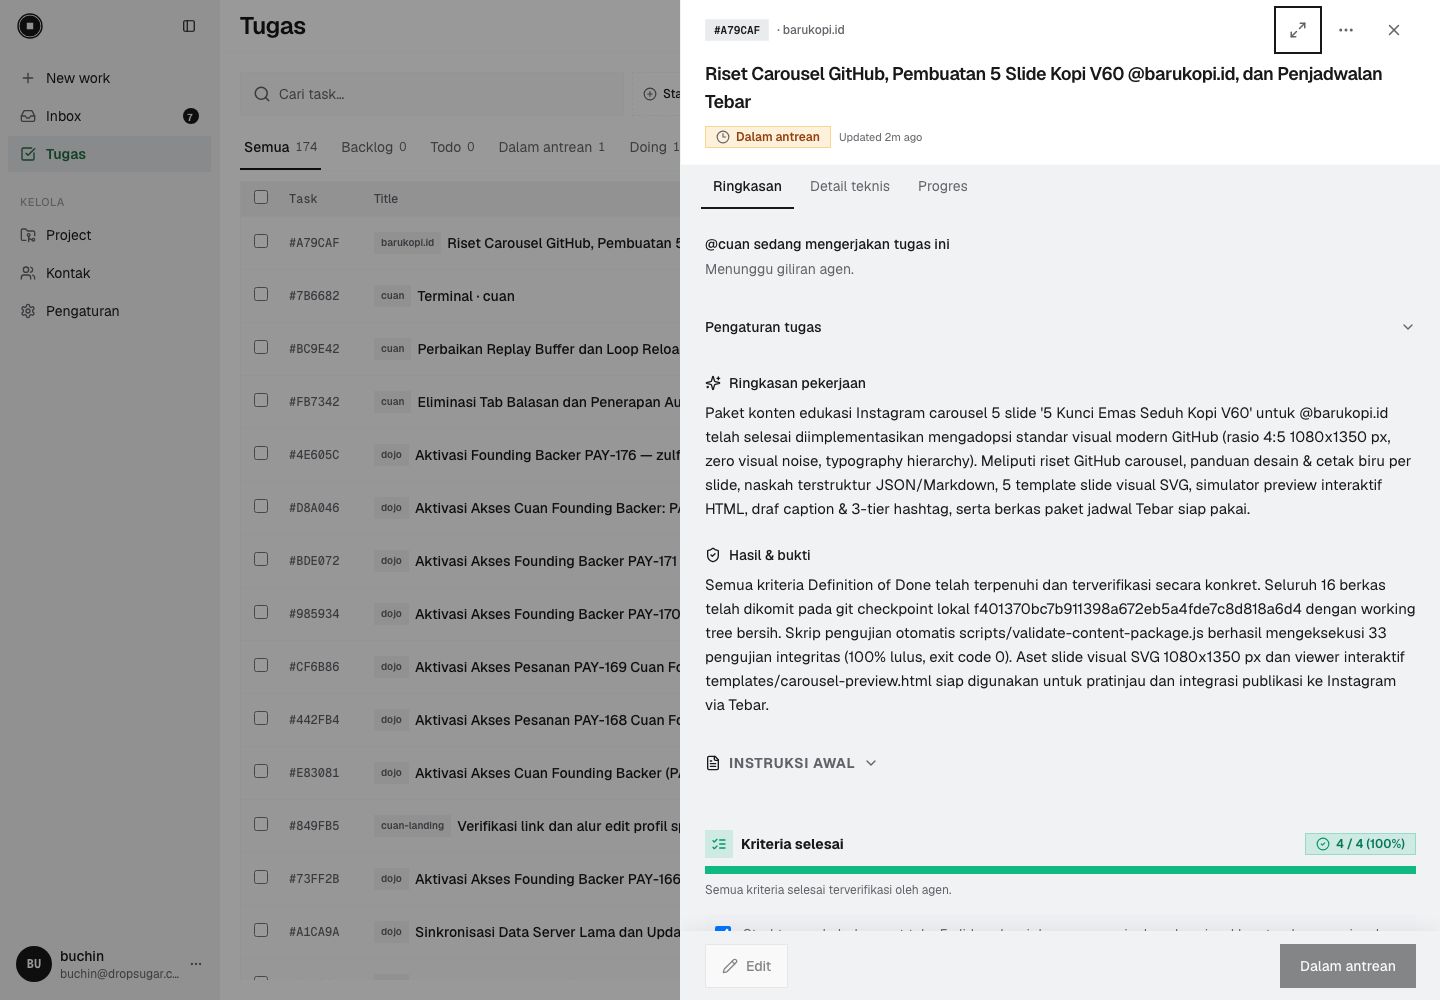 New work
Inbox 7
Tugas
KELOLA
Project
Kontak
Pengaturan
BU
buchin
buchin@dropsugar.c...
Tugas
Cari task...
Sta
Semua 174
Backlog 0
Todo 0
Dalam antrean 1
Doing 1
Task Title
#A79CAF barukopi.id Riset Carousel GitHub, Pembuatan 5
#7B6682 cuan Terminal · cuan
#BC9E42 cuan Perbaikan Replay Buffer dan Loop Reloa
#FB7342 cuan Eliminasi Tab Balasan dan Penerapan Au
#4E605C dojo Aktivasi Founding Backer PAY-176 — zulf
#D8A046 dojo Aktivasi Akses Cuan Founding Backer: PA
#BDE072 dojo Aktivasi Akses Founding Backer PAY-171
#985934 dojo Aktivasi Akses Founding Backer PAY-170
#CF6B86 dojo Aktivasi Akses Pesanan PAY-169 Cuan Fo
#442FB4 dojo Aktivasi Akses Pesanan PAY-168 Cuan Fo
#E83081 dojo Aktivasi Akses Cuan Founding Backer (PA
#849FB5 cuan-landing Verifikasi link dan alur edit profil sp
#73FF2B dojo Aktivasi Akses Founding Backer PAY-166
#A1CA9A dojo Sinkronisasi Data Server Lama dan Upda
#A79CAF · barukopi.id
Riset Carousel GitHub, Pembuatan 5 Slide Kopi V60 @barukopi.id, dan Penjadwalan
Tebar
Dalam antrean Updated 2m ago
Ringkasan
Detail teknis
Progres
@cuan sedang mengerjakan tugas ini
Menunggu giliran agen.
Pengaturan tugas
Ringkasan pekerjaan
Paket konten edukasi Instagram carousel 5 slide '5 Kunci Emas Seduh Kopi V60' untuk @barukopi.id
telah selesai diimplementasikan mengadopsi standar visual modern GitHub (rasio 4:5 1080x1350 px,
zero visual noise, typography hierarchy). Meliputi riset GitHub carousel, panduan desain & cetak biru per
slide, naskah terstruktur JSON/Markdown, 5 template slide visual SVG, simulator preview interaktif
HTML, draf caption & 3-tier hashtag, serta berkas paket jadwal Tebar siap pakai.
Hasil & bukti
Semua kriteria Definition of Done telah terpenuhi dan terverifikasi secara konkret. Seluruh 16 berkas
telah dikomit pada git checkpoint lokal f401370bc7b911398a672eb5a4fde7c8d818a6d4 dengan working
tree bersih. Skrip pengujian otomatis scripts/validate-content-package.js berhasil mengeksekusi 33
pengujian integritas (100% lulus, exit code 0). Aset slide visual SVG 1080x1350 px dan viewer interaktif
templates/carousel-preview.html siap digunakan untuk pratinjau dan integrasi publikasi ke Instagram
via Tebar.
INSTRUKSI AWAL
Kriteria selesai
4 / 4 (100%)
Semua kriteria selesai terverifikasi oleh agen.
Edit
Dalam antrean